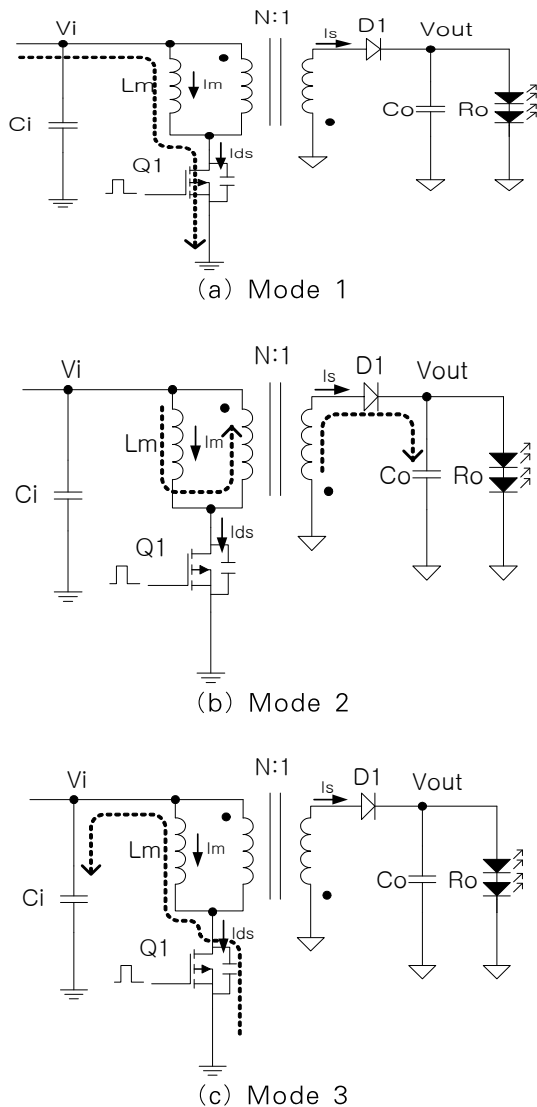 N:1
Vi
Is
D1
Vout
Lm
Im
Ci
Co
Ro
Q1
Ids
(a) Mode 1
N:1
Vi
Is
D1
Vout
Lm
Im
Ci
Co
Ro
Q1
Ids
(b) Mode 2
N:1
Vi
Is
D1
Vout
Lm
Im
Ci
Co
Ro
Q1
Ids
(c) Mode 3